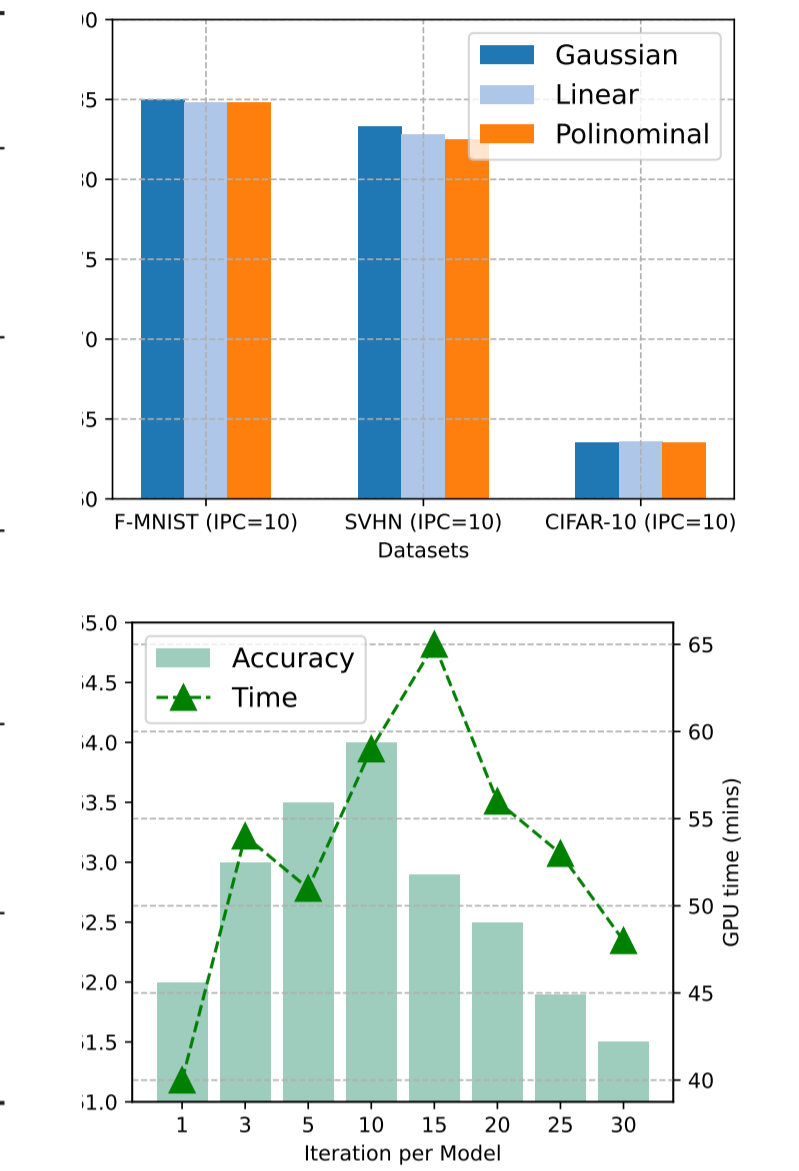 Gaussian
Linear
Polinominal
F-MNIST (IPC=10) SVHN (IPC=10) CIFAR-10 (IPC=10)
Datasets
Accuracy
Time
65
60
55
50
45
40
GPU time (mins)
1 3 5 10 15 20 25 30
Iteration per Model